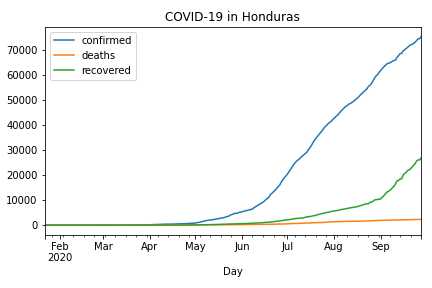 COVID-19 in Honduras
confirmed
deaths
recovered
70000
60000
50000
40000
30000
20000
10000
0
Feb Mar Apr May Jun Jul Aug Sep
2020
Day